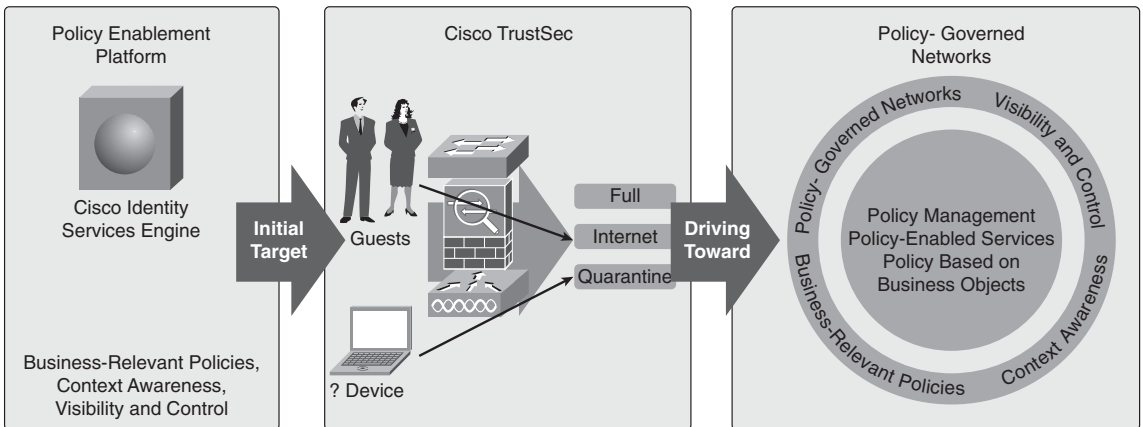 Policy Enablement
Platform
Cisco Identity
Services Engine
Business-Relevant Policies,
Context Awareness,
Visibility and Control
Initial
Target
Cisco TrustSec
Guests
? Device
Full
Internet
Quarantine
Driving
Toward
Policy- Governed
Networks
Policy- Governed Networks
Visibility and Control
Context Awareness
Business-Relevant Policies
Policy Management
Policy-Enabled Services
Policy Based on
Business Objects